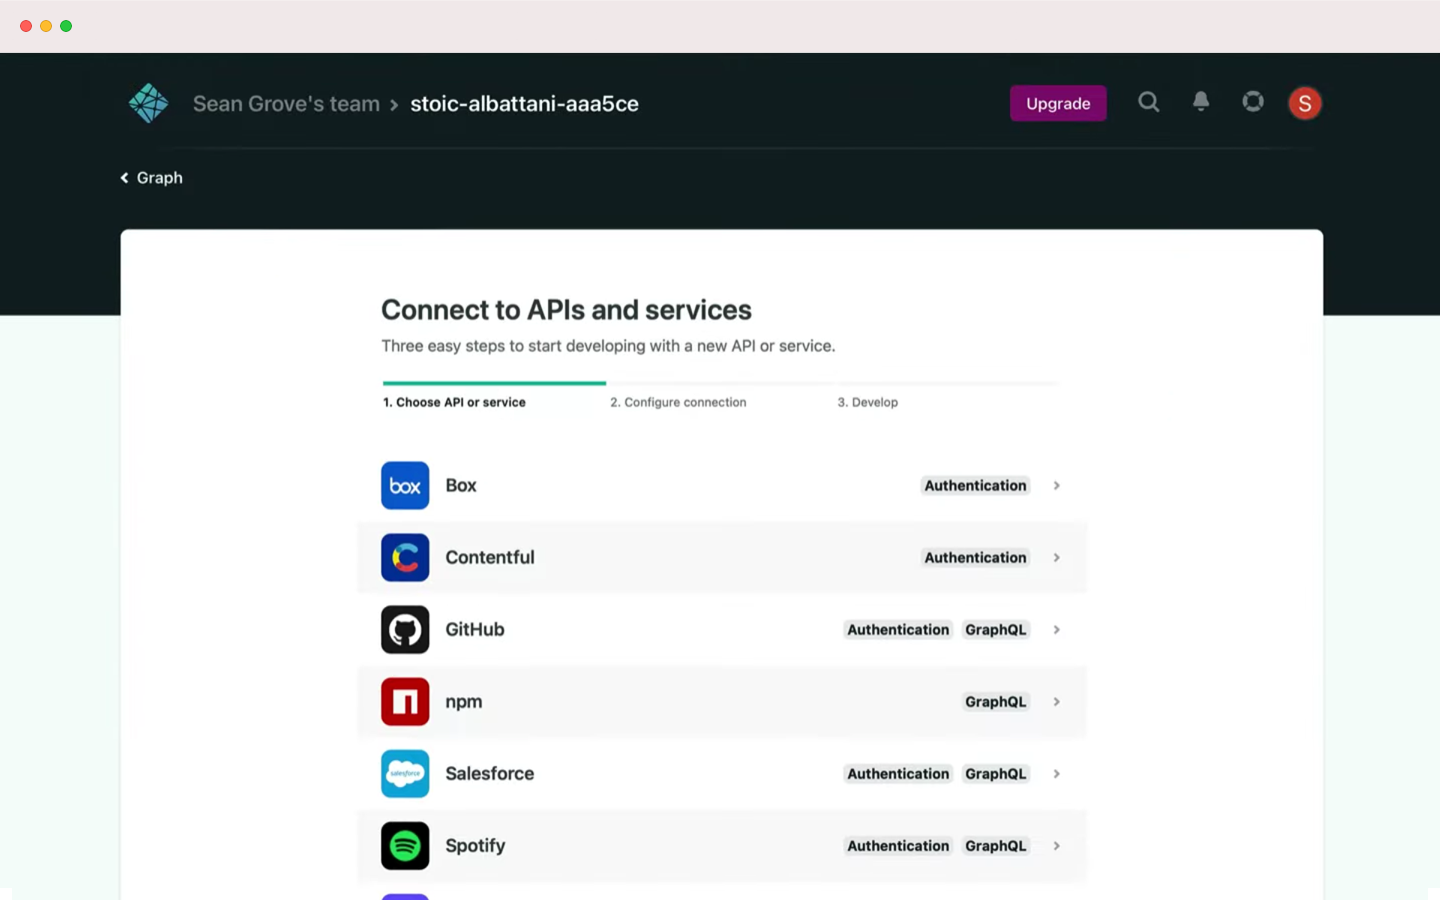 Sean Grove's team › stoic-albattani-aaa5ce
Upgrade
S
Graph
Connect to APIs and services
Three easy steps to start developing with a new API or service.
1. Choose API or service
2. Configure connection
3. Develop
box Box Authentication
Contentful Authentication
GitHub Authentication GraphQL
npm GraphQL
salesforce Salesforce Authentication GraphQL
Spotify Authentication GraphQL